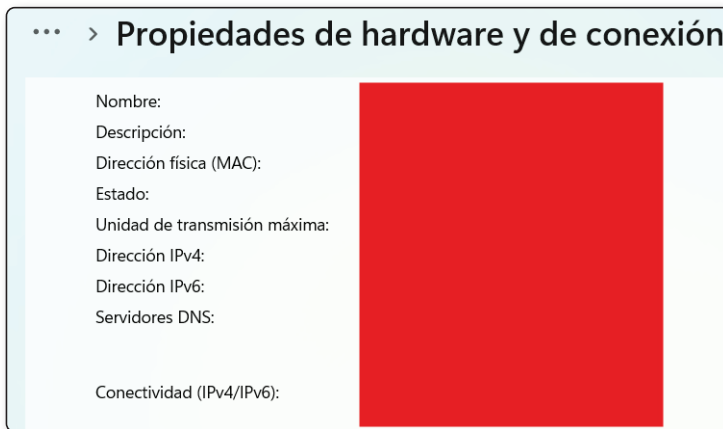 ... > Propiedades de hardware y de conexión
Nombre:
Descripción:
Dirección física (MAC):
Estado:
Unidad de transmisión máxima:
Dirección IPv4:
Dirección IPv6:
Servidores DNS:
Conectividad (IPv4/IPv6):